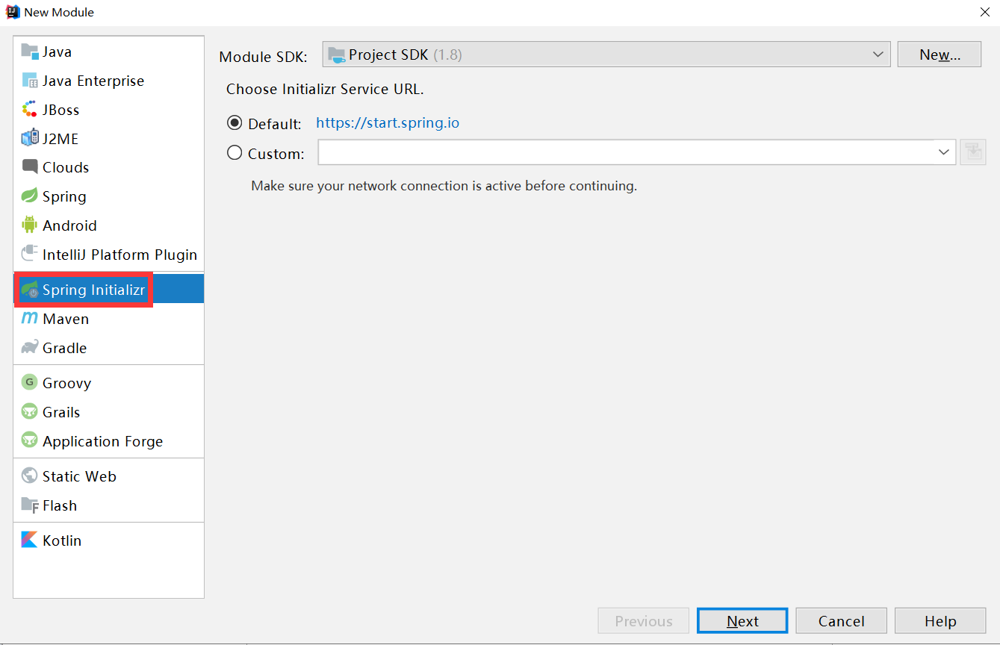 New Module
Java
Java Enterprise
JBoss
J2ME
Clouds
Spring
Android
IntelliJ Platform Plugin
Spring Initializr
Maven
Gradle
Groovy
Grails
Application Forge
Static Web
Flash
Kotlin
Module SDK: Project SDK (1.8) New...
Choose Initializr Service URL.
Default: https://start.spring.io
Custom:
Make sure your network connection is active before continuing.
Previous Next Cancel Help